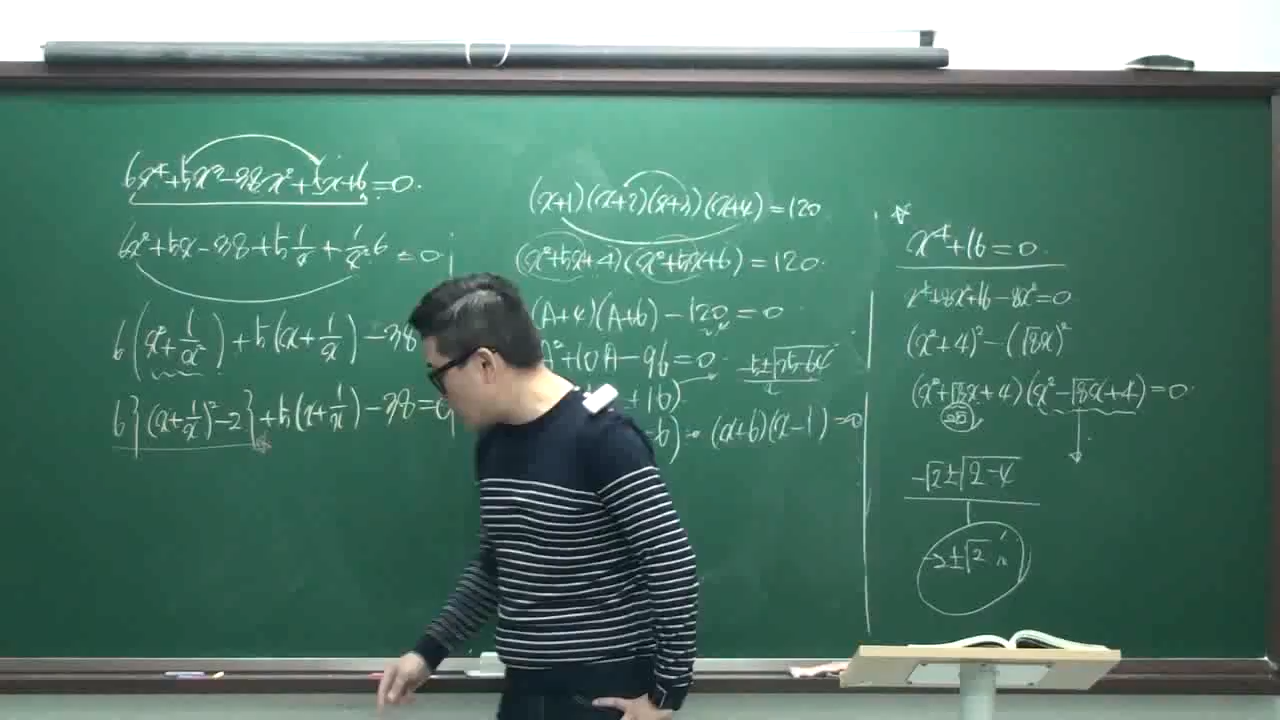 6x⁴+5x³-38x²+5x+6=0.
6x²+5x-38+5 1/x + 1/x² 6 = 0
6(x²+1/x²)+5(x+1/x)-38
6{(x+1/x)²-2}+5(x+1/x)-38=0
(x+1)(x+2)(x+3)(x+4)=120
(x²+5x+4)(x²+5x+6)=120.
(A+4)(A+6)-120=0
A²+10A-96=0.
+16)
-6) (x+6)(x-1)=0
x⁴+16=0.
x⁴+8x²+16-8x²=0
(x²+4)²-(√8x)²
(x²+√8x+4)(x²-√8x+4)=0.
-√2±√2-4
±√2 i